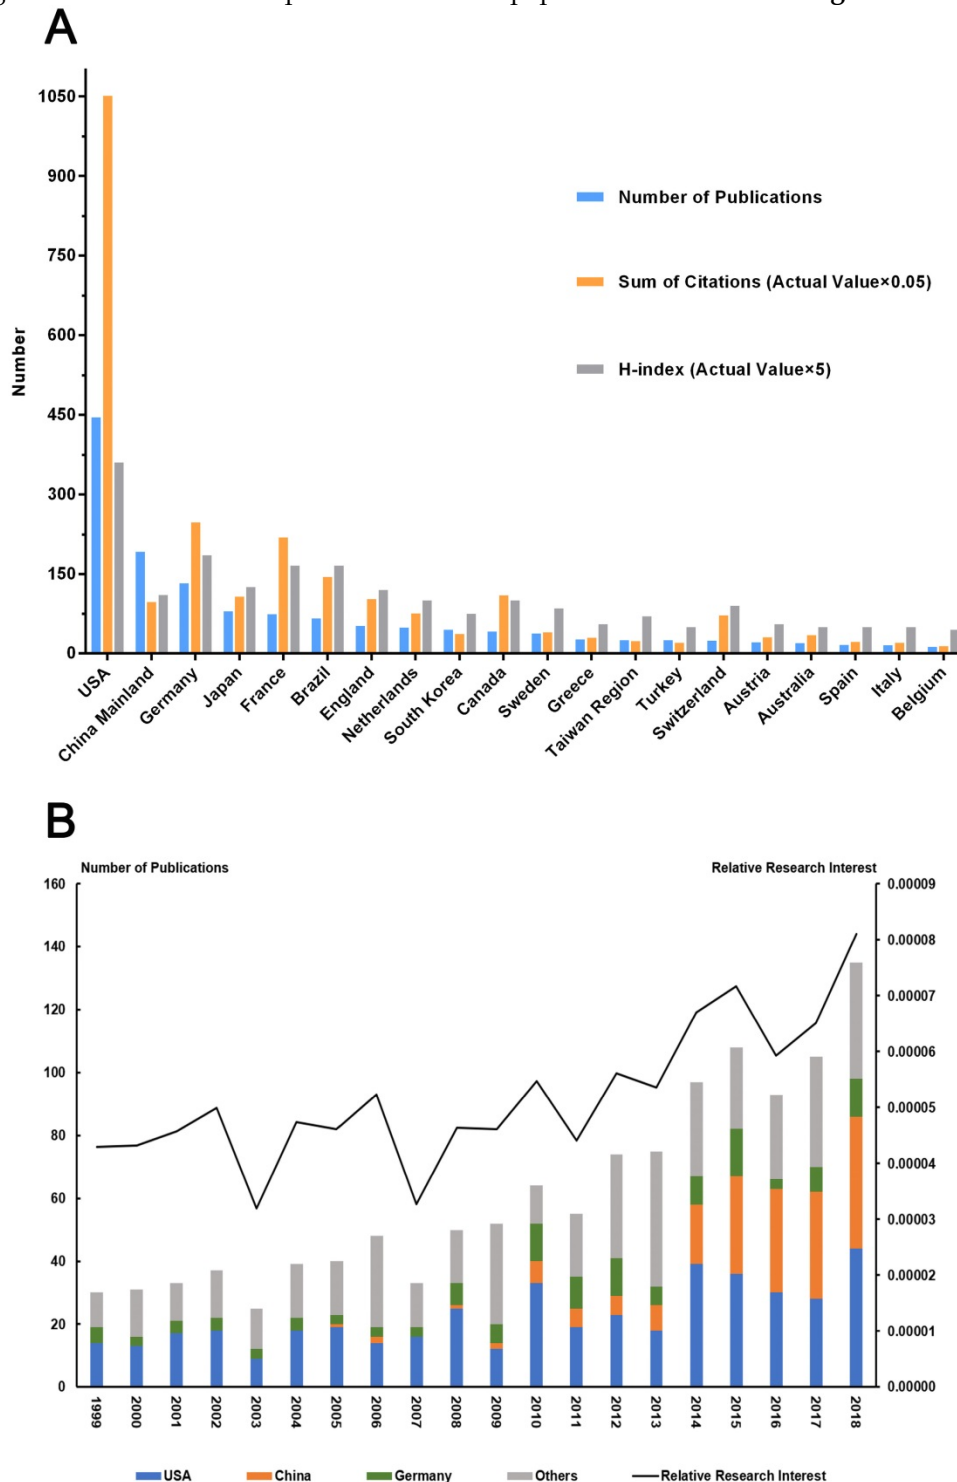 A
1050
900
750
600
450
300
150
0
Number
Number of Publications
Sum of Citations (Actual Value×0.05)
H-index (Actual Value×5)
USA
China Mainland
Germany
Japan
France
Brazil
England
Netherlands
South Korea
Canada
Sweden
Greece
Taiwan Region
Turkey
Switzerland
Austria
Australia
Spain
Italy
Belgium
B
Number of Publications
Relative Research Interest
160
140
120
100
80
60
40
20
0
0.00009
0.00008
0.00007
0.00006
0.00005
0.00004
0.00003
0.00002
0.00001
0.00000
1999
2000
2001
2002
2003
2004
2005
2006
2007
2008
2009
2010
2011
2012
2013
2014
2015
2016
2017
2018
USA China Germany Others Relative Research Interest